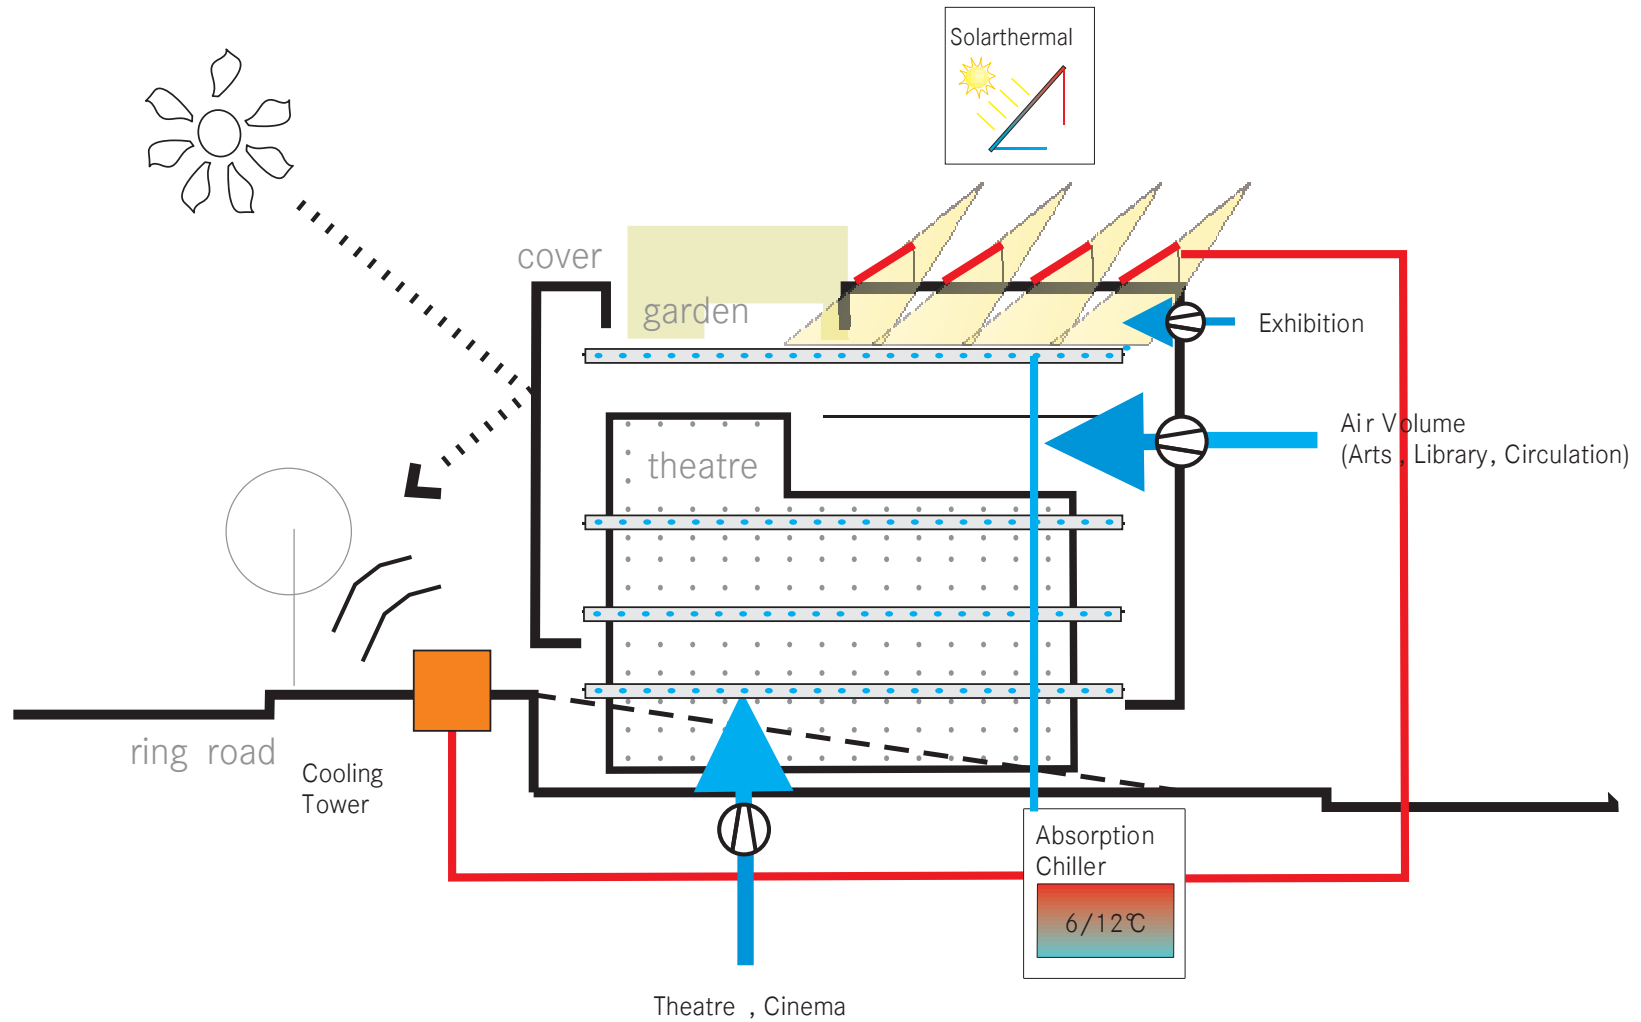 Solarthermal
cover
garden
Exhibition
Air Volume
(Arts , Library, Circulation)
theatre
ring road
Cooling
Tower
Absorption
Chiller
6/12°C
Theatre , Cinema